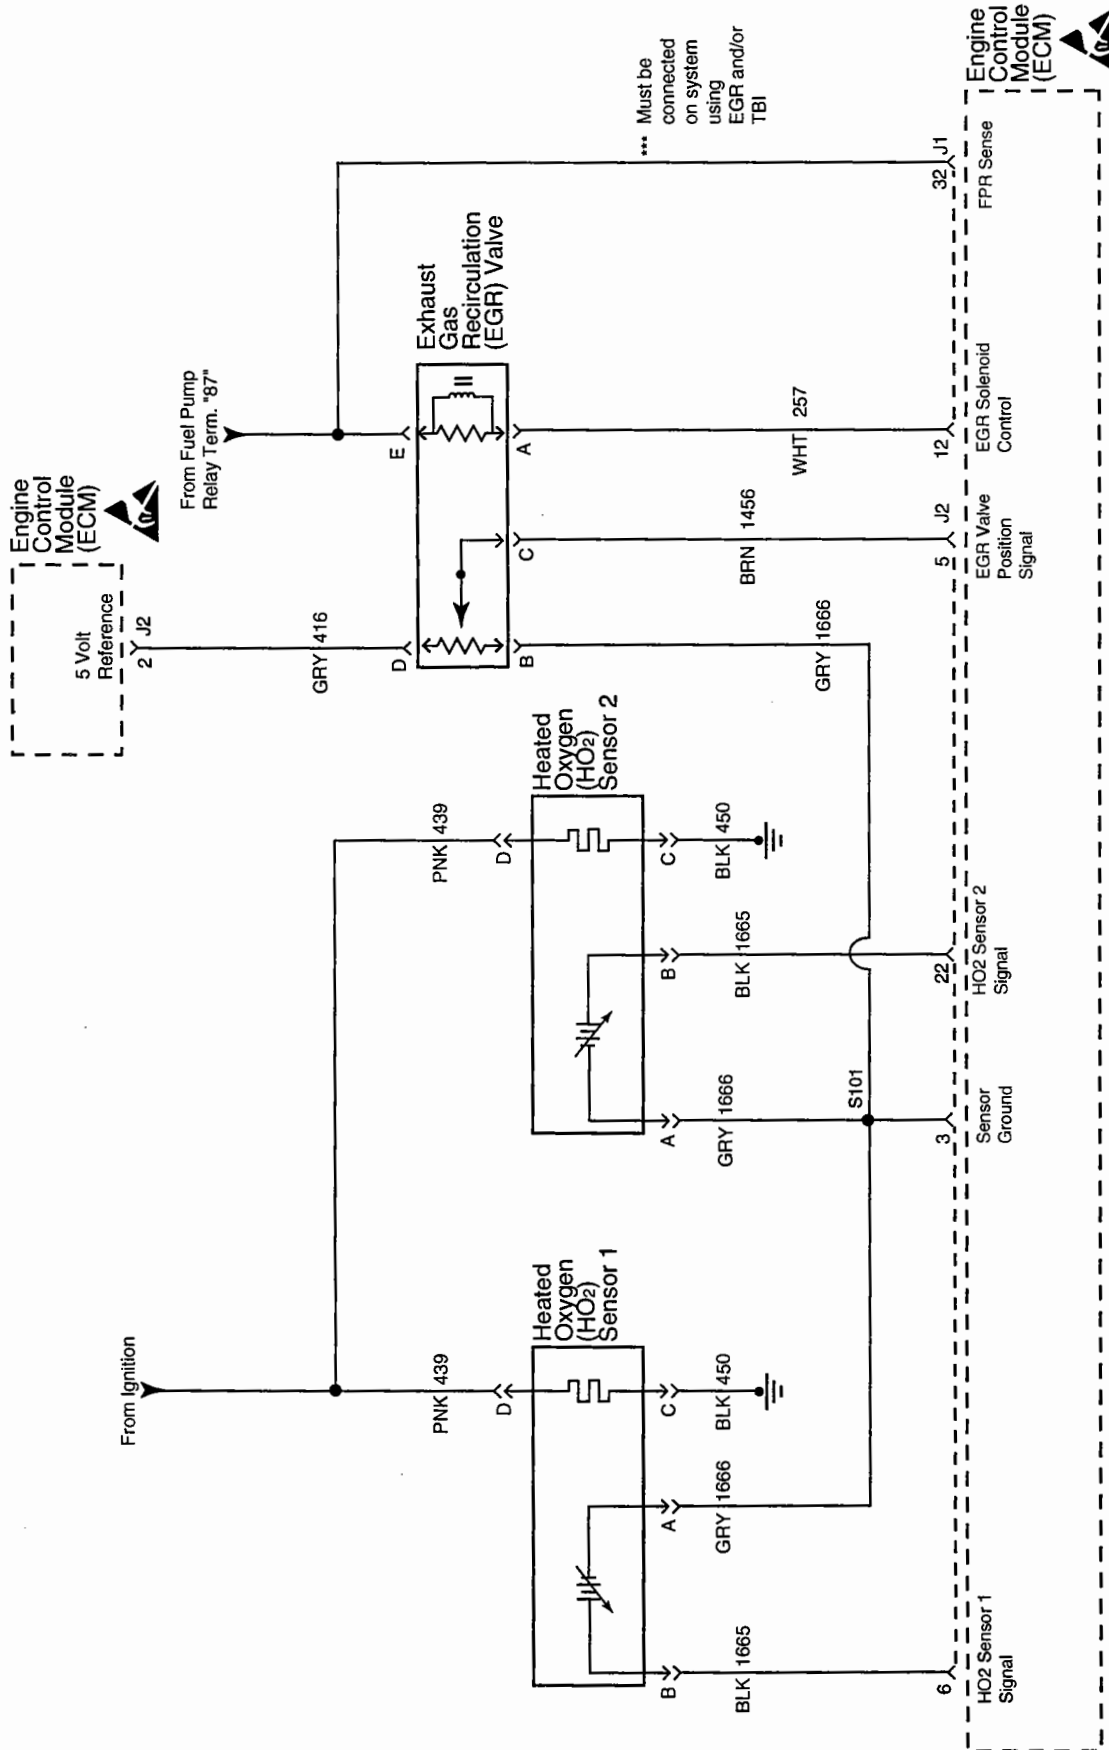 Engine
Control
Module
(ECM)
5 Volt
Reference
2 J2
GRY 416
D
From Fuel Pump
Relay Term. "87"
E
Exhaust
Gas
Recirculation
(EGR) Valve
*** Must be
connected
on system
using
EGR and/or
TBI
B
C
A
GRY 1666
BRN 1456
WHT 257
From Ignition
PNK 439
D
Heated
Oxygen
(HO2)
Sensor 1
B
A
C
BLK 1665
GRY 1666
BLK 450
PNK 439
D
Heated
Oxygen
(HO2)
Sensor 2
A
B
C
GRY 1666
BLK 1665
BLK 450
S101
6
HO2 Sensor 1
Signal
3
Sensor
Ground
22
HO2 Sensor 2
Signal
5 J2
EGR Valve
Position
Signal
12
EGR Solenoid
Control
32 J1
FPR Sense
Engine
Control
Module
(ECM)